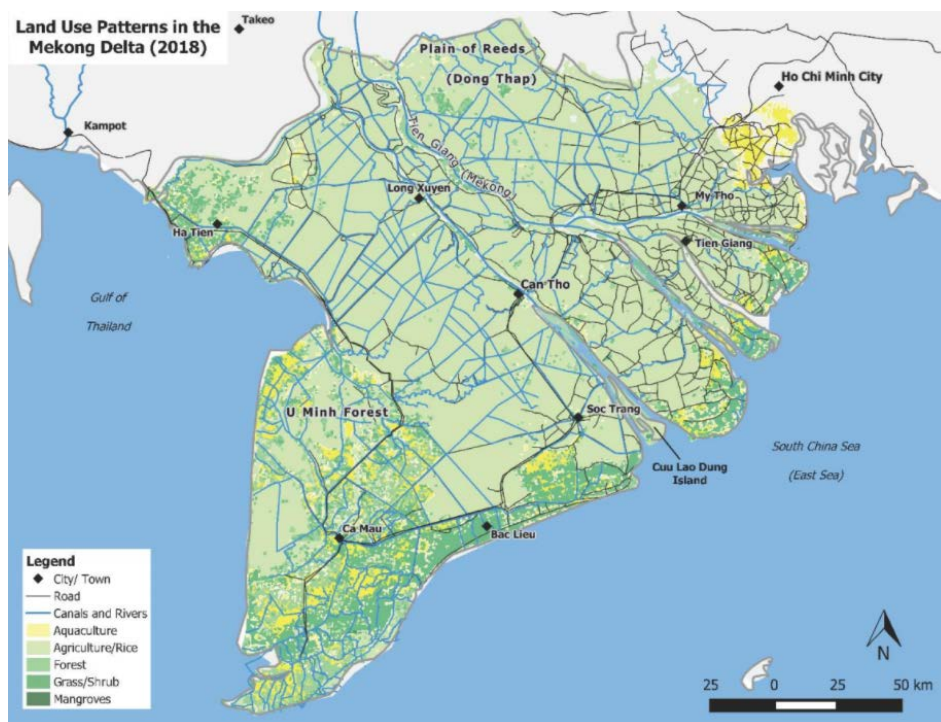 Land Use Patterns in the
Mekong Delta (2018)
Takeo
Plain of Reeds
(Dong Thap)
Ho Chi Minh City
Kampot
Tien Giang (Mekong)
Long Xuyen
My Tho
Ha Tien
Tien Giang
Can Tho
Gulf of
Thailand
U Minh Forest
Soc Trang
South China Sea
(East Sea)
Cuu Lao Dung
Island
Ca Mau
Bac Lieu
Legend
City/ Town
Road
Canals and Rivers
Aquaculture
Agriculture/Rice
Forest
Grass/Shrub
Mangroves
N
25 0 25 50 km